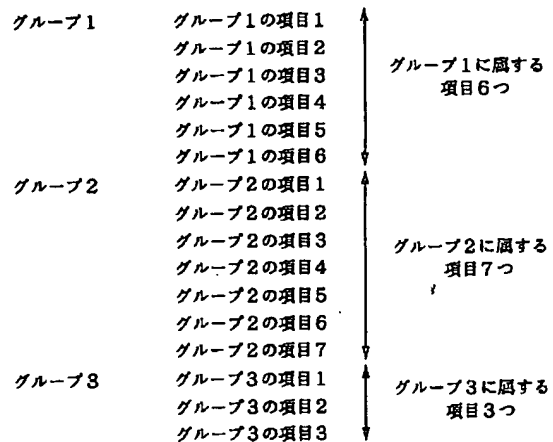 グループ1 グループ1の項目1
グループ1の項目2
グループ1の項目3
グループ1の項目4
グループ1の項目5
グループ1の項目6
グループ1に属する
項目6つ
グループ2 グループ2の項目1
グループ2の項目2
グループ2の項目3
グループ2の項目4
グループ2の項目5
グループ2の項目6
グループ2の項目7
グループ2に属する
項目7つ
グループ3 グループ3の項目1
グループ3の項目2
グループ3の項目3
グループ3に属する
項目3つ